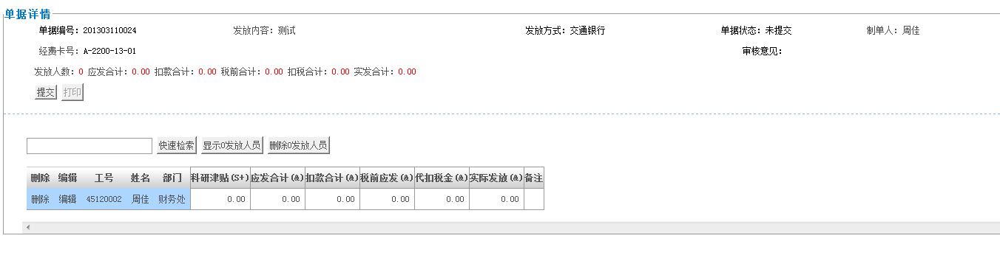 单据详情
单据编号：201303110024 发放内容：测试 发放方式：交通银行 单据状态：未提交 制单人：周佳
经费卡号：A-2200-13-01 审核意见：
发放人数：0 应发合计：0.00 扣款合计：0.00 税前合计：0.00 扣税合计：0.00 实发合计：0.00
提交 打印
快速检索 显示0发放人员 删除0发放人员
删除 编辑 工号 姓名 部门 科研津贴(S+) 应发合计(&) 扣款合计(&) 税前应发(&) 代扣税金(&) 实际发放(&) 备注
删除 编辑 45120002 周佳 财务处 0.00 0.00 0.00 0.00 0.00 0.00